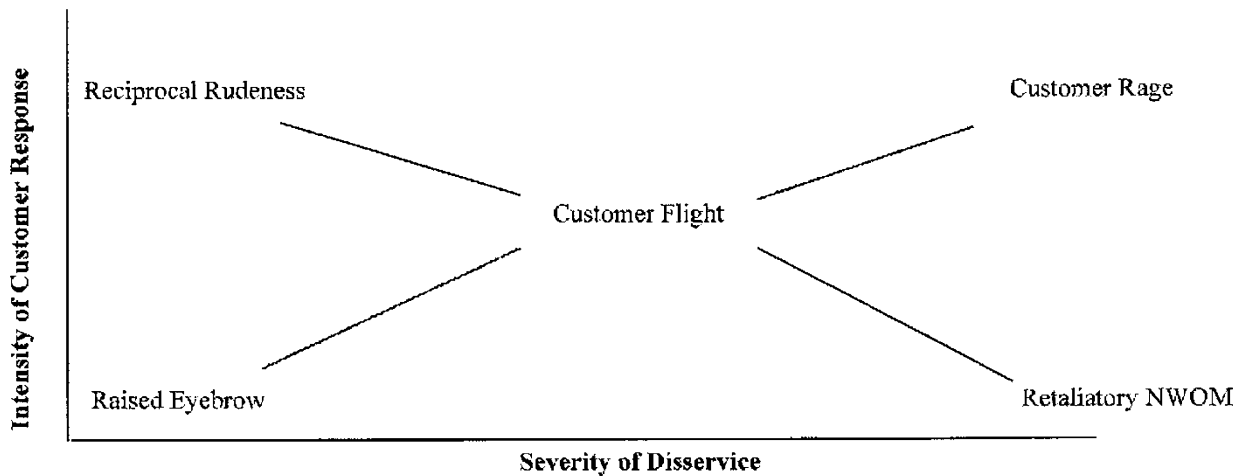 Intensity of Customer Response
Reciprocal Rudeness
Customer Rage
Customer Flight
Raised Eyebrow
Retaliatory NWOM
Severity of Disservice